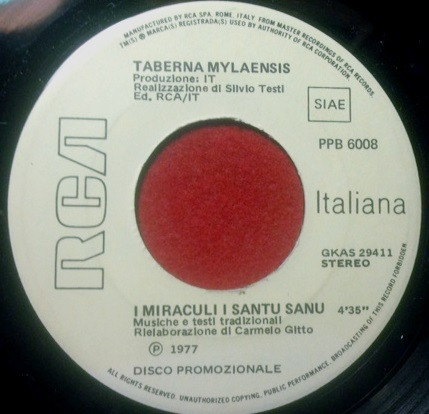 MANUFACTURED BY RCA SPA. ROME. ITALY FROM MASTER RECORDINGS OF RCA RECORDS.
TM(S) ® MARCA(S) REGISTRADA(S) USED BY AUTHORITY OF RCA CORPORATION.
TABERNA MYLAENSIS
Produzione: IT
Realizzazione di Silvio Testi
Ed. RCA/IT
SIAE
PPB 6008
RCA
Italiana
GKAS 29411
STEREO
I MIRACULI I SANTU SANU 4'35"
Musiche e testi tradizionali
Rielaborazione di Carmelo Gitto
Ⓟ 1977
DISCO PROMOZIONALE
ALL RIGHTS RESERVED. UNAUTHORIZED COPYING, PUBLIC PERFORMANCE, BROADCASTING OF THIS RECORD FORBIDDEN